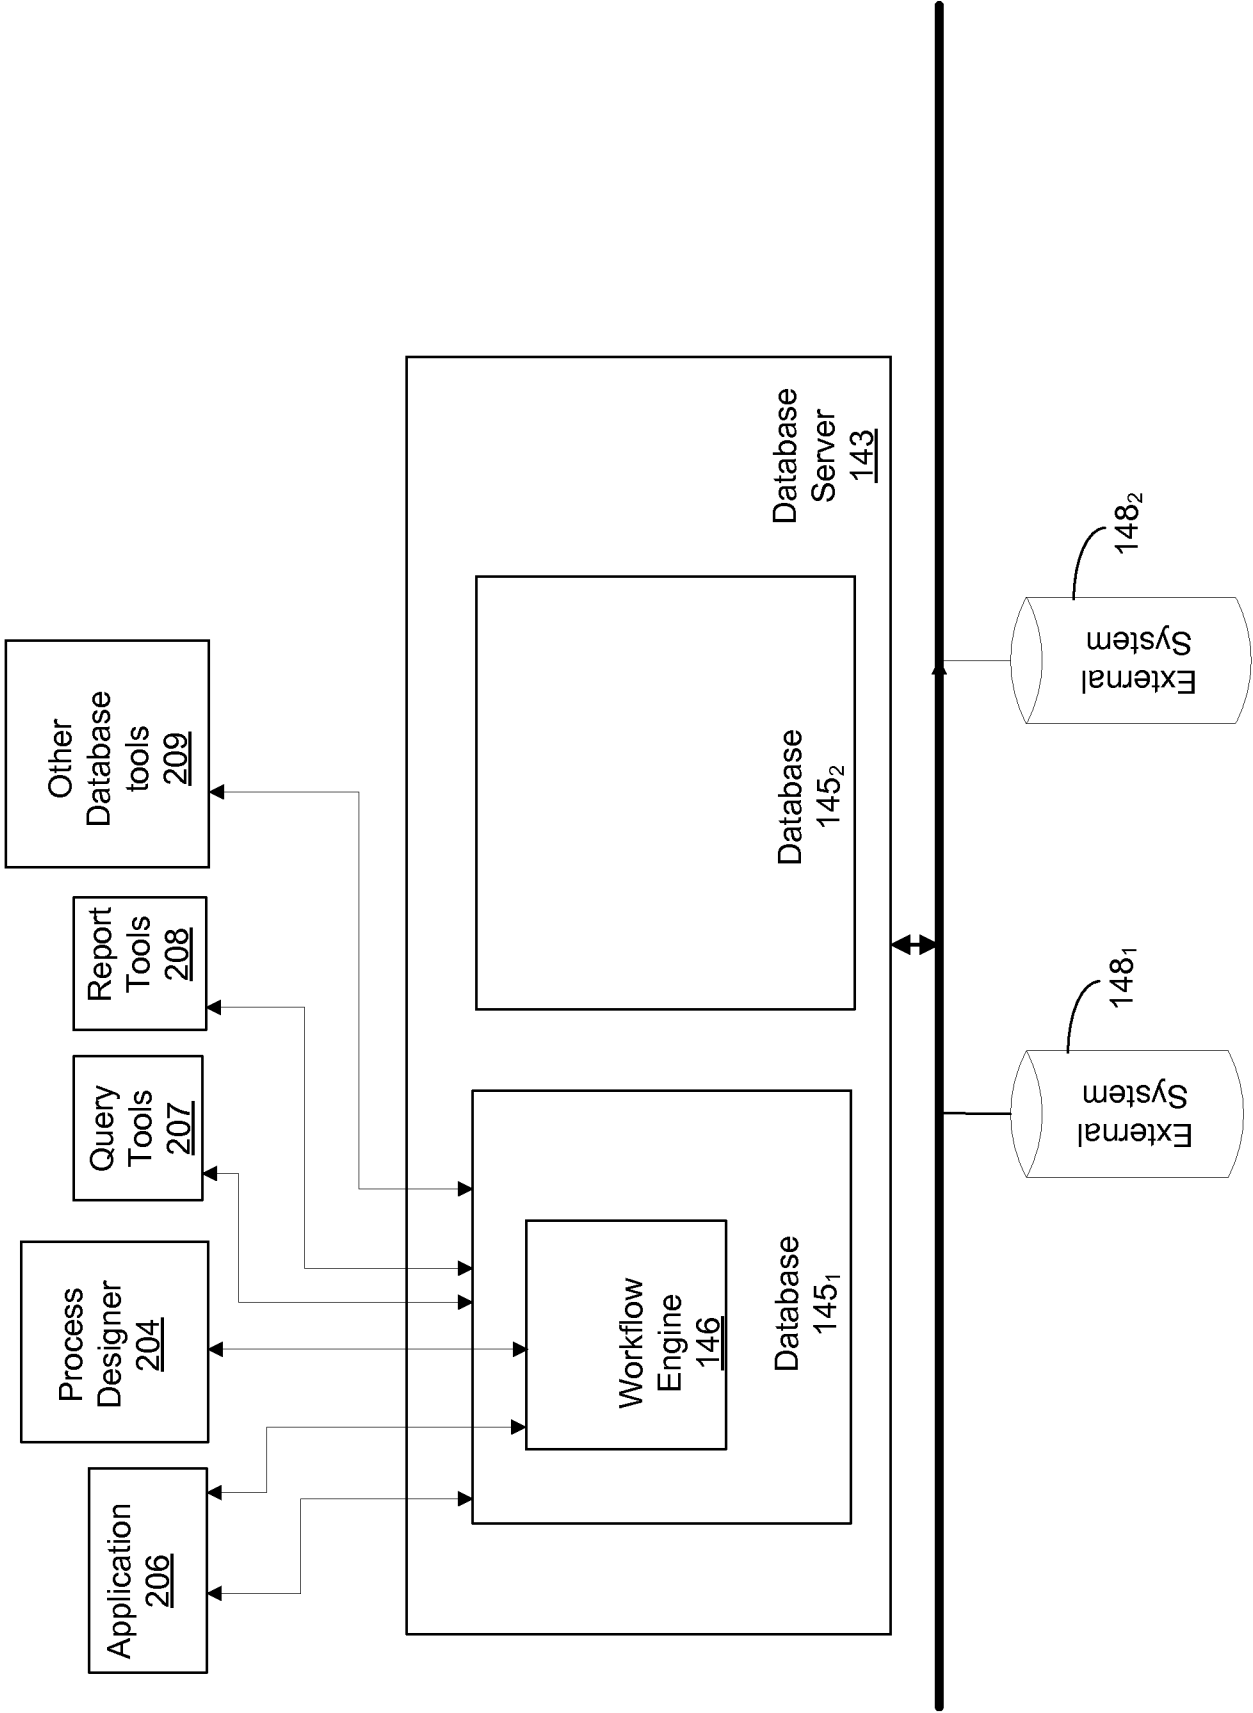 Application
206
Process
Designer
204
Query
Tools
207
Report
Tools
208
Other
Database
tools
209
Workflow
Engine
146
Database
145₁
Database
145₂
Database
Server
143
External
System
148₁
External
System
148₂